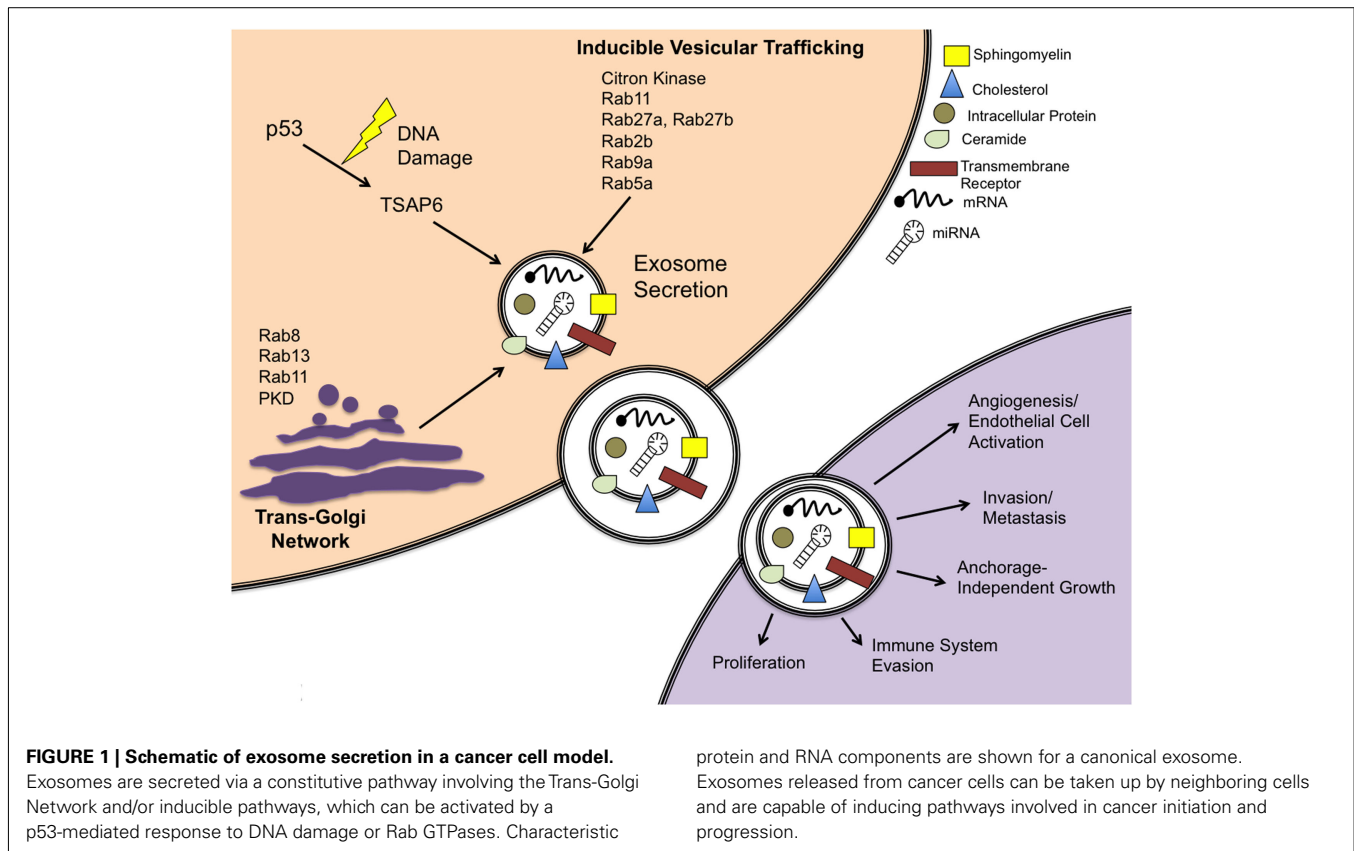 Inducible Vesicular Trafficking
Citron Kinase
Rab11
Rab27a, Rab27b
Rab2b
Rab9a
Rab5a
p53
DNA
Damage
TSAP6
Exosome
Secretion
Rab8
Rab13
Rab11
PKD
Trans-Golgi
Network
Sphingomyelin
Cholesterol
Intracellular Protein
Ceramide
Transmembrane
Receptor
mRNA
miRNA
Angiogenesis/
Endothelial Cell
Activation
Invasion/
Metastasis
Anchorage-
Independent Growth
Immune System
Evasion
Proliferation
FIGURE 1 | Schematic of exosome secretion in a cancer cell model.
Exosomes are secreted via a constitutive pathway involving the Trans-Golgi
Network and/or inducible pathways, which can be activated by a
p53-mediated response to DNA damage or Rab GTPases. Characteristic
protein and RNA components are shown for a canonical exosome.
Exosomes released from cancer cells can be taken up by neighboring cells
and are capable of inducing pathways involved in cancer initiation and
progression.